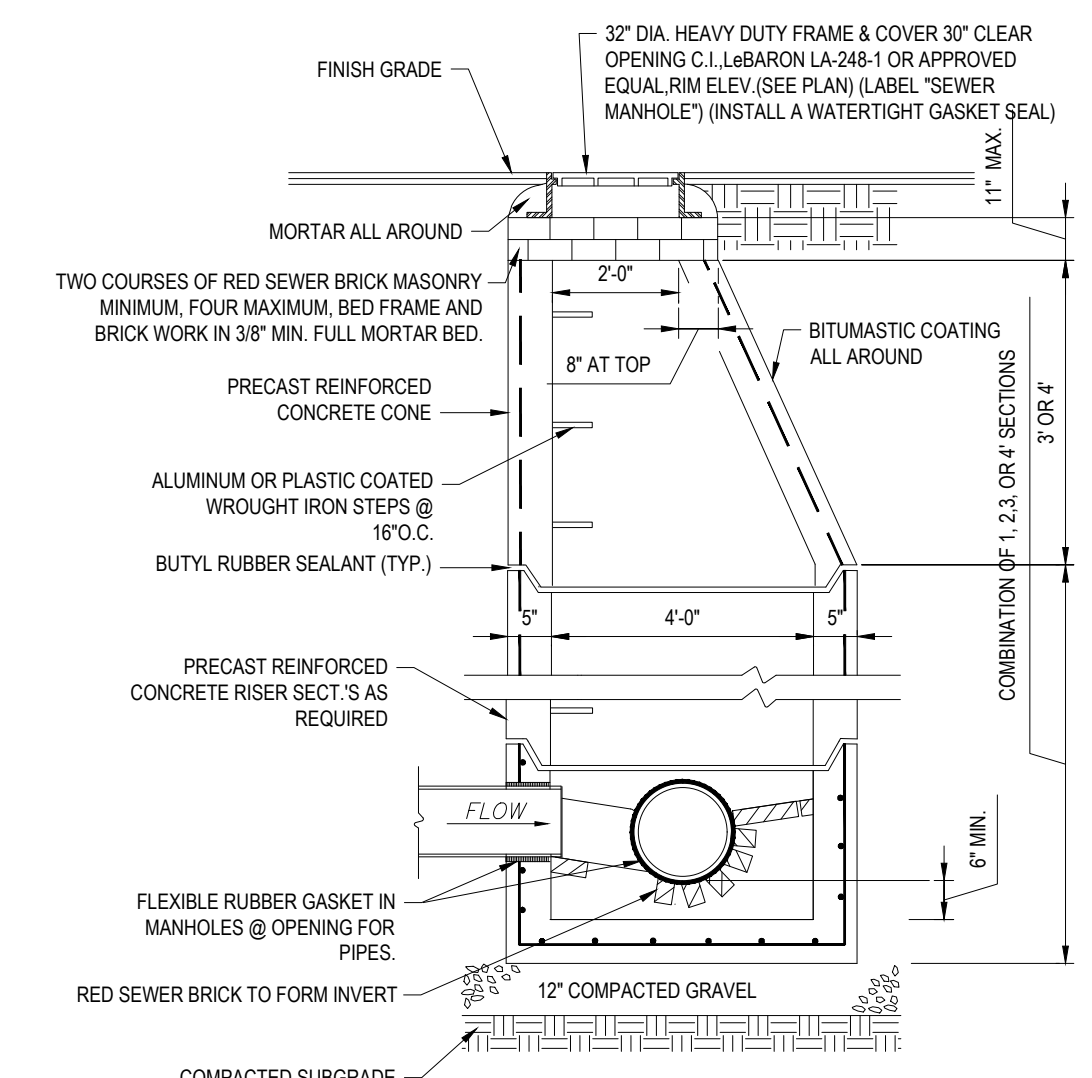 32" DIA. HEAVY DUTY FRAME & COVER 30" CLEAR
OPENING C.I.,LeBARON LA-248-1 OR APPROVED
EQUAL,RIM ELEV.(SEE PLAN) (LABEL "SEWER
MANHOLE") (INSTALL A WATERTIGHT GASKET SEAL)
FINISH GRADE
11" MAX.
MORTAR ALL AROUND
TWO COURSES OF RED SEWER BRICK MASONRY
MINIMUM, FOUR MAXIMUM, BED FRAME AND
BRICK WORK IN 3/8" MIN. FULL MORTAR BED.
2'-0"
8" AT TOP
BITUMASTIC COATING
ALL AROUND
PRECAST REINFORCED
CONCRETE CONE
3' OR 4'
COMBINATION OF 1, 2,3, OR 4' SECTIONS
ALUMINUM OR PLASTIC COATED
WROUGHT IRON STEPS @
16"O.C.
BUTYL RUBBER SEALANT (TYP.)
5"
4'-0"
5"
PRECAST REINFORCED
CONCRETE RISER SECT.'S AS
REQUIRED
FLOW
6" MIN.
FLEXIBLE RUBBER GASKET IN
MANHOLES @ OPENING FOR
PIPES.
RED SEWER BRICK TO FORM INVERT
12" COMPACTED GRAVEL
COMPACTED SUBGRADE